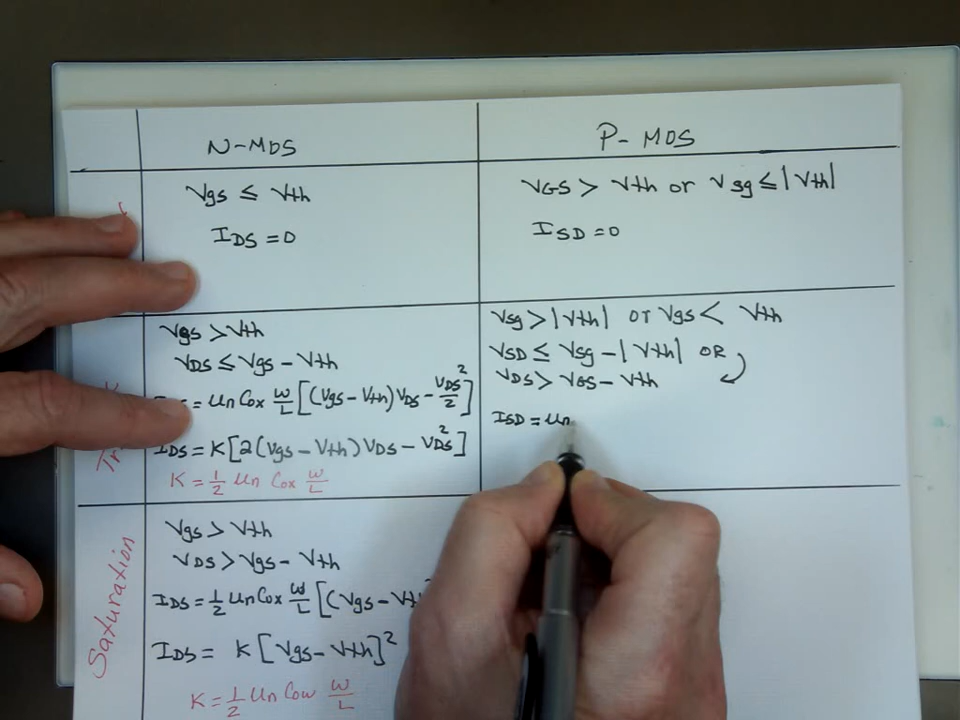 N-MOS
P-MOS
Vgs ≤ Vth
IDS = 0
VGS > Vth or Vsg ≤ |Vth|
ISD = 0
Vgs > Vth
VDS ≤ Vgs - Vth
= Un Cox W/L [(Vgs - Vth) VDS - VDS²/2]
IDS = K [2 (Vgs - Vth) VDS - VDS²]
K = 1/2 Un Cox W/L
Vsg > |Vth| or Vgs < Vth
VSD ≤ Vsg - |Vth| OR
VDS > VGS - Vth
ISD = Un
Saturation
Vgs > Vth
VDS > Vgs - Vth
IDS = 1/2 Un Cox W/L [(Vgs - Vt
IDS = K [Vgs - Vth]²
K = 1/2 Un Cow W/L